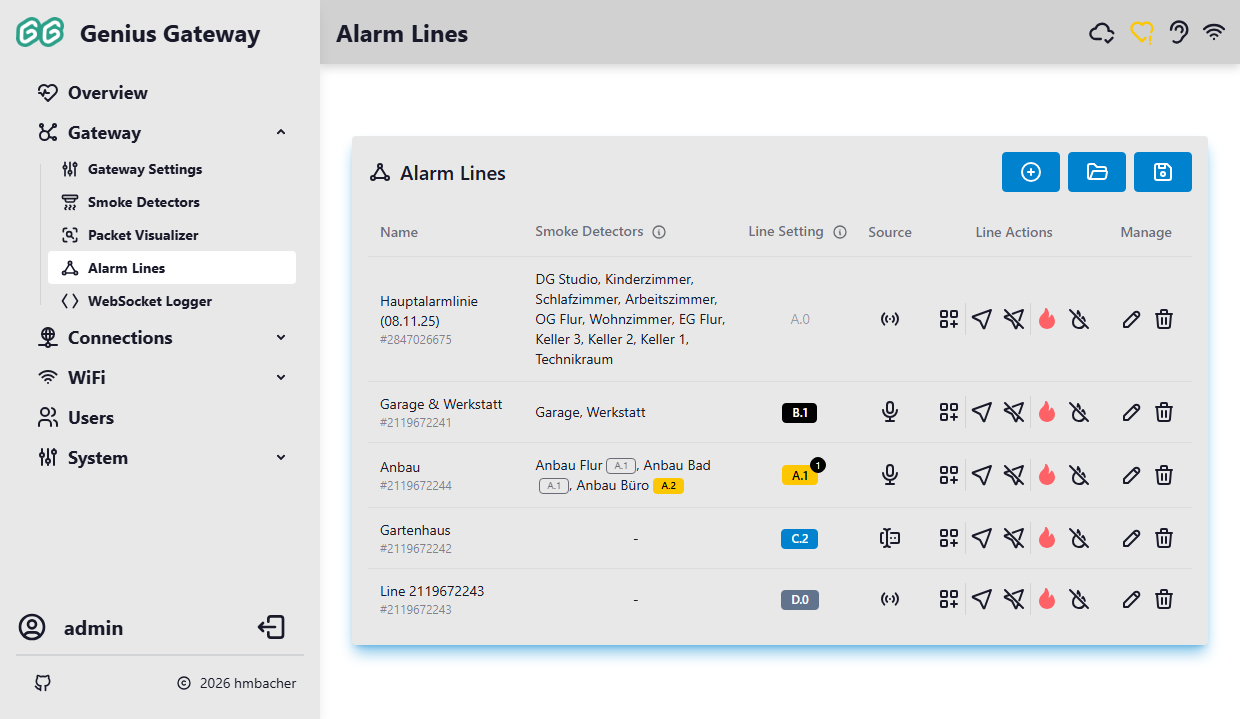 Genius Gateway
Alarm Lines
Overview
Gateway
Gateway Settings
Smoke Detectors
Packet Visualizer
Alarm Lines
WebSocket Logger
Connections
WiFi
Users
System
admin
© 2026 hmbacher
Alarm Lines
Name Smoke Detectors Line Setting Source Line Actions Manage
Hauptalarmlinie
(08.11.25)
#2847026675
DG Studio, Kinderzimmer,
Schlafzimmer, Arbeitszimmer,
OG Flur, Wohnzimmer, EG Flur,
Keller 3, Keller 2, Keller 1,
Technikraum
A.0
Garage & Werkstatt
#2119672241
Garage, Werkstatt
B.1
Anbau
#2119672244
Anbau Flur A.1, Anbau Bad
A.1, Anbau Büro A.2
A.1 1
Gartenhaus
#2119672242
-
C.2
Line 2119672243
#2119672243
-
D.0